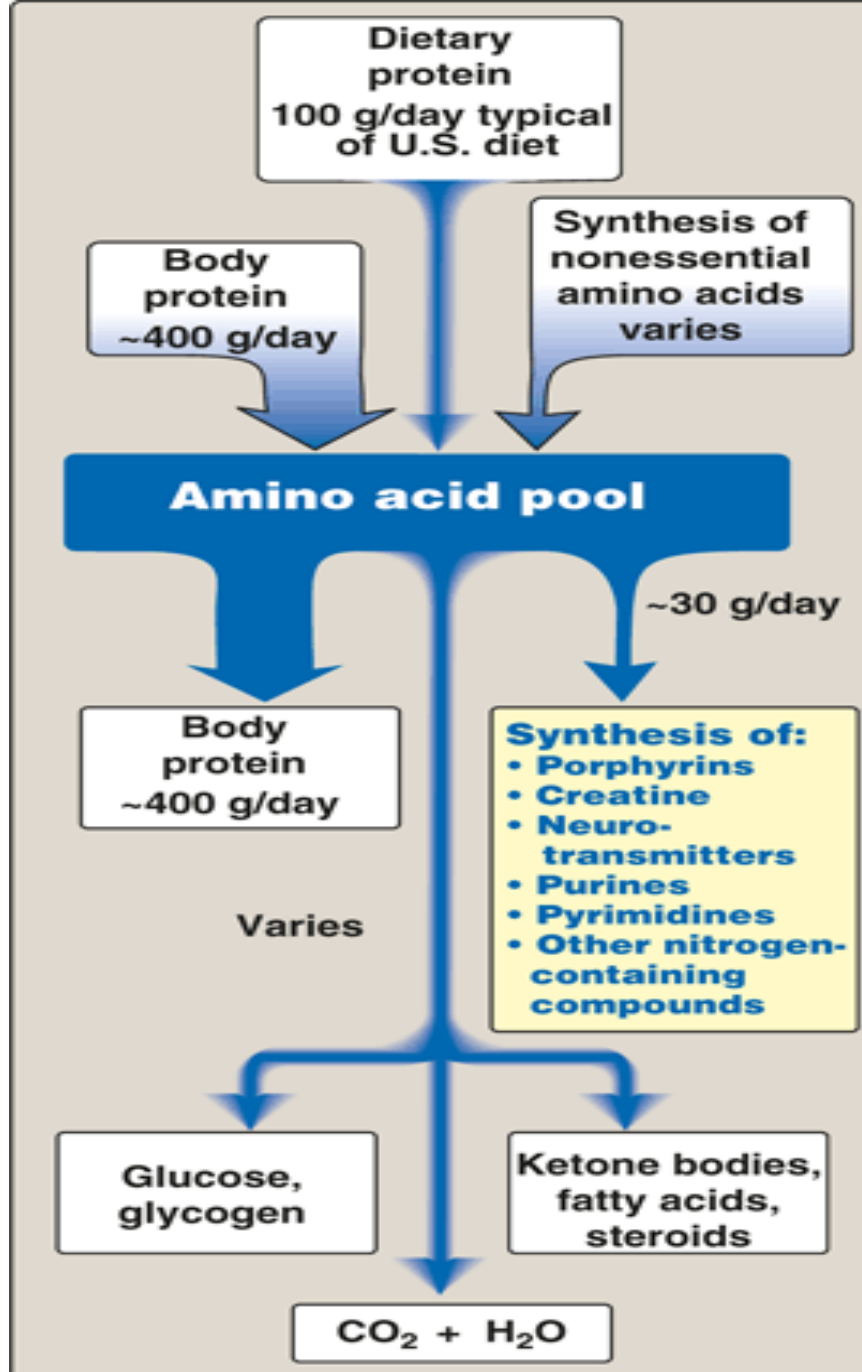 Dietary
protein
100 g/day typical
of U.S. diet
Body
protein
~400 g/day
Synthesis of
nonessential
amino acids
varies
Amino acid pool
~30 g/day
Body
protein
~400 g/day
Synthesis of:
• Porphyrins
• Creatine
• Neuro-
transmitters
• Purines
• Pyrimidines
• Other nitrogen-
containing
compounds
Varies
Glucose,
glycogen
Ketone bodies,
fatty acids,
steroids
CO₂ + H₂O